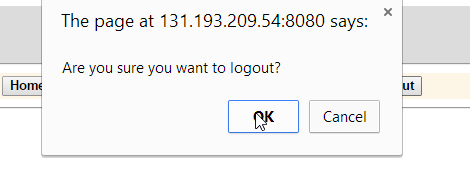 The page at 131.193.209.54:8080 says:
Are you sure you want to logout?
Home
ut
OK
Cancel